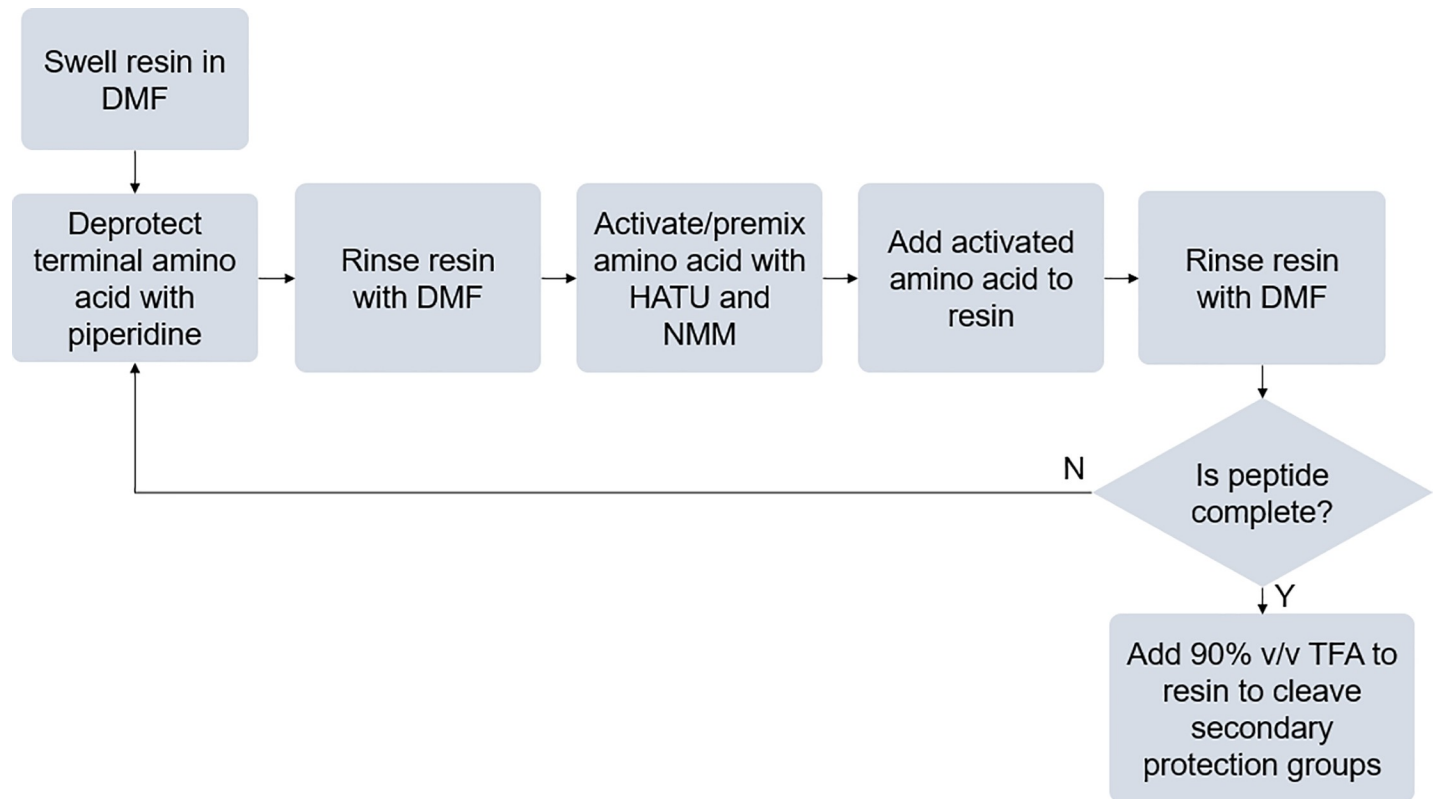 Swell resin in
DMF
Deprotect
terminal amino
acid with
piperidine
Rinse resin
with DMF
Activate/premix
amino acid with
HATU and
NMM
Add activated
amino acid to
resin
Rinse resin
with DMF
Is peptide
complete?
N
Y
Add 90% v/v TFA to
resin to cleave
secondary
protection groups